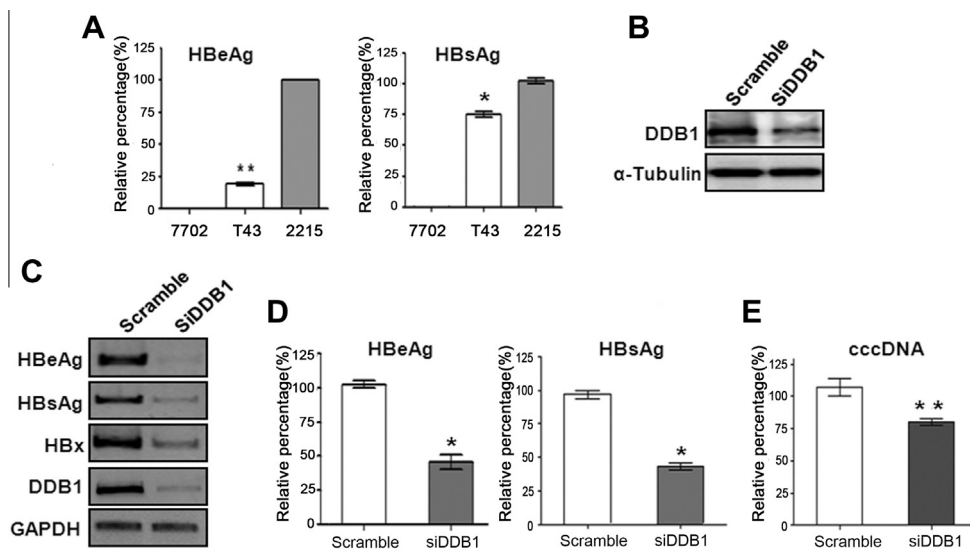 A
HBeAg
Relative percentage(%)
100
75
50
25
0
**
7702 T43 2215
HBsAg
Relative percentage(%)
100
75
50
25
0
*
7702 T43 2215
B
Scramble SiDDB1
DDB1
α-Tubulin
C
Scramble SiDDB1
HBeAg
HBsAg
HBx
DDB1
GAPDH
D
HBeAg
Relative percentage(%)
125
100
75
50
25
0
*
Scramble siDDB1
HBsAg
Relative percentage(%)
125
100
75
50
25
0
*
Scramble siDDB1
E
cccDNA
Relative percentage(%)
125
100
75
50
25
0
**
Scramble siDDB1